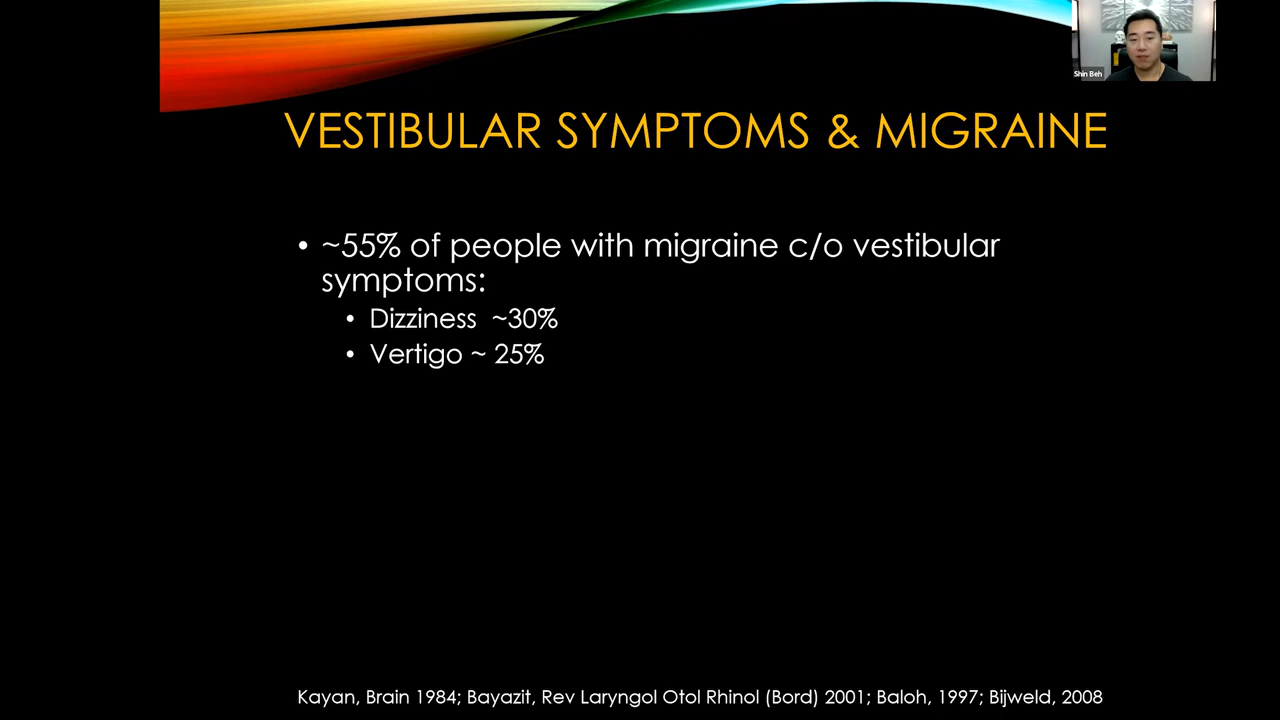 Shin Beh
VESTIBULAR SYMPTOMS & MIGRAINE
• ~55% of people with migraine c/o vestibular
symptoms:
• Dizziness ~30%
• Vertigo ~ 25%
Kayan, Brain 1984; Bayazit, Rev Laryngol Otol Rhinol (Bord) 2001; Baloh, 1997; Bijweld, 2008